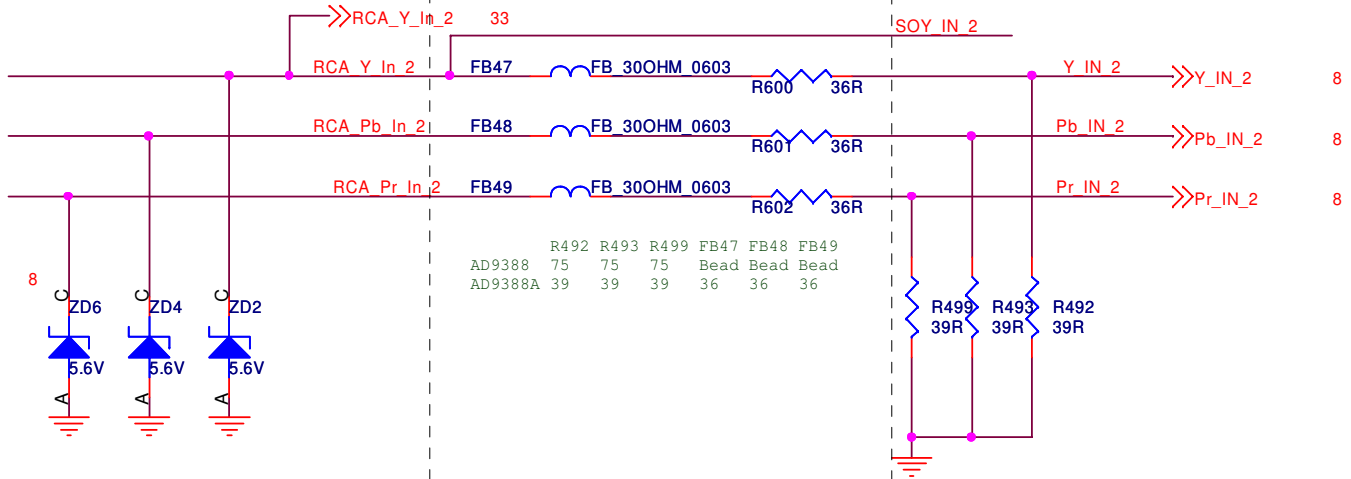 RCA_Y_In_2 33
SOY_IN_2
RCA_Y_In_2 FB47 FB_30OHM_0603 Y_IN_2
R600 36R Y_IN_2 8
RCA_Pb_In_2 FB48 FB_30OHM_0603 Pb_IN_2
R601 36R Pb_IN_2 8
RCA_Pr_In_2 FB49 FB_30OHM_0603 Pr_IN_2
R602 36R Pr_IN_2 8
R492 R493 R499 FB47 FB48 FB49
AD9388 75 75 75 Bead Bead Bead
AD9388A 39 39 39 36 36 36
8
C C C
ZD6 ZD4 ZD2
R499 R493 R492
39R 39R 39R
5.6V 5.6V 5.6V
A A A